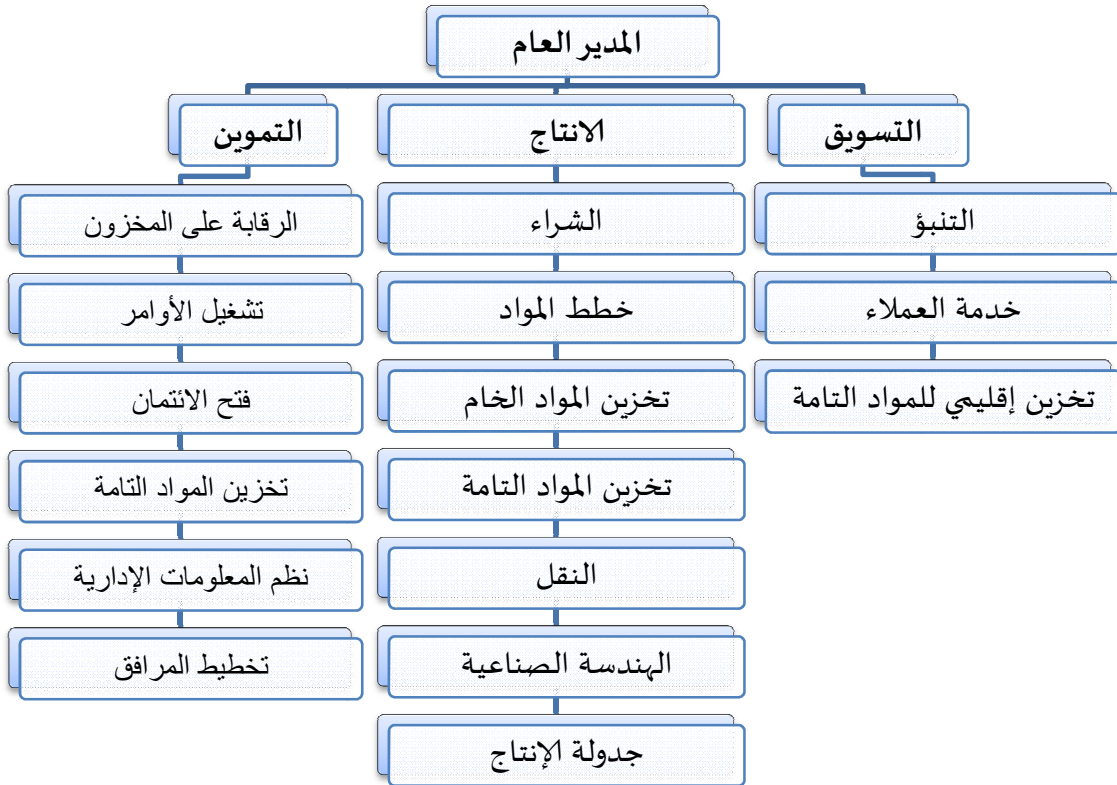 المدير العام
التسويق
الانتاج
التموين
التنبؤ
خدمة العملاء
تخزين إقليمي للمواد التامة
الشراء
خطط المواد
تخزين المواد الخام
تخزين المواد التامة
النقل
الهندسة الصناعية
جدولة الإنتاج
الرقابة على المخزون
تشغيل الأوامر
فتح الائتمان
تخزين المواد التامة
نظم المعلومات الإدارية
تخطيط المرافق